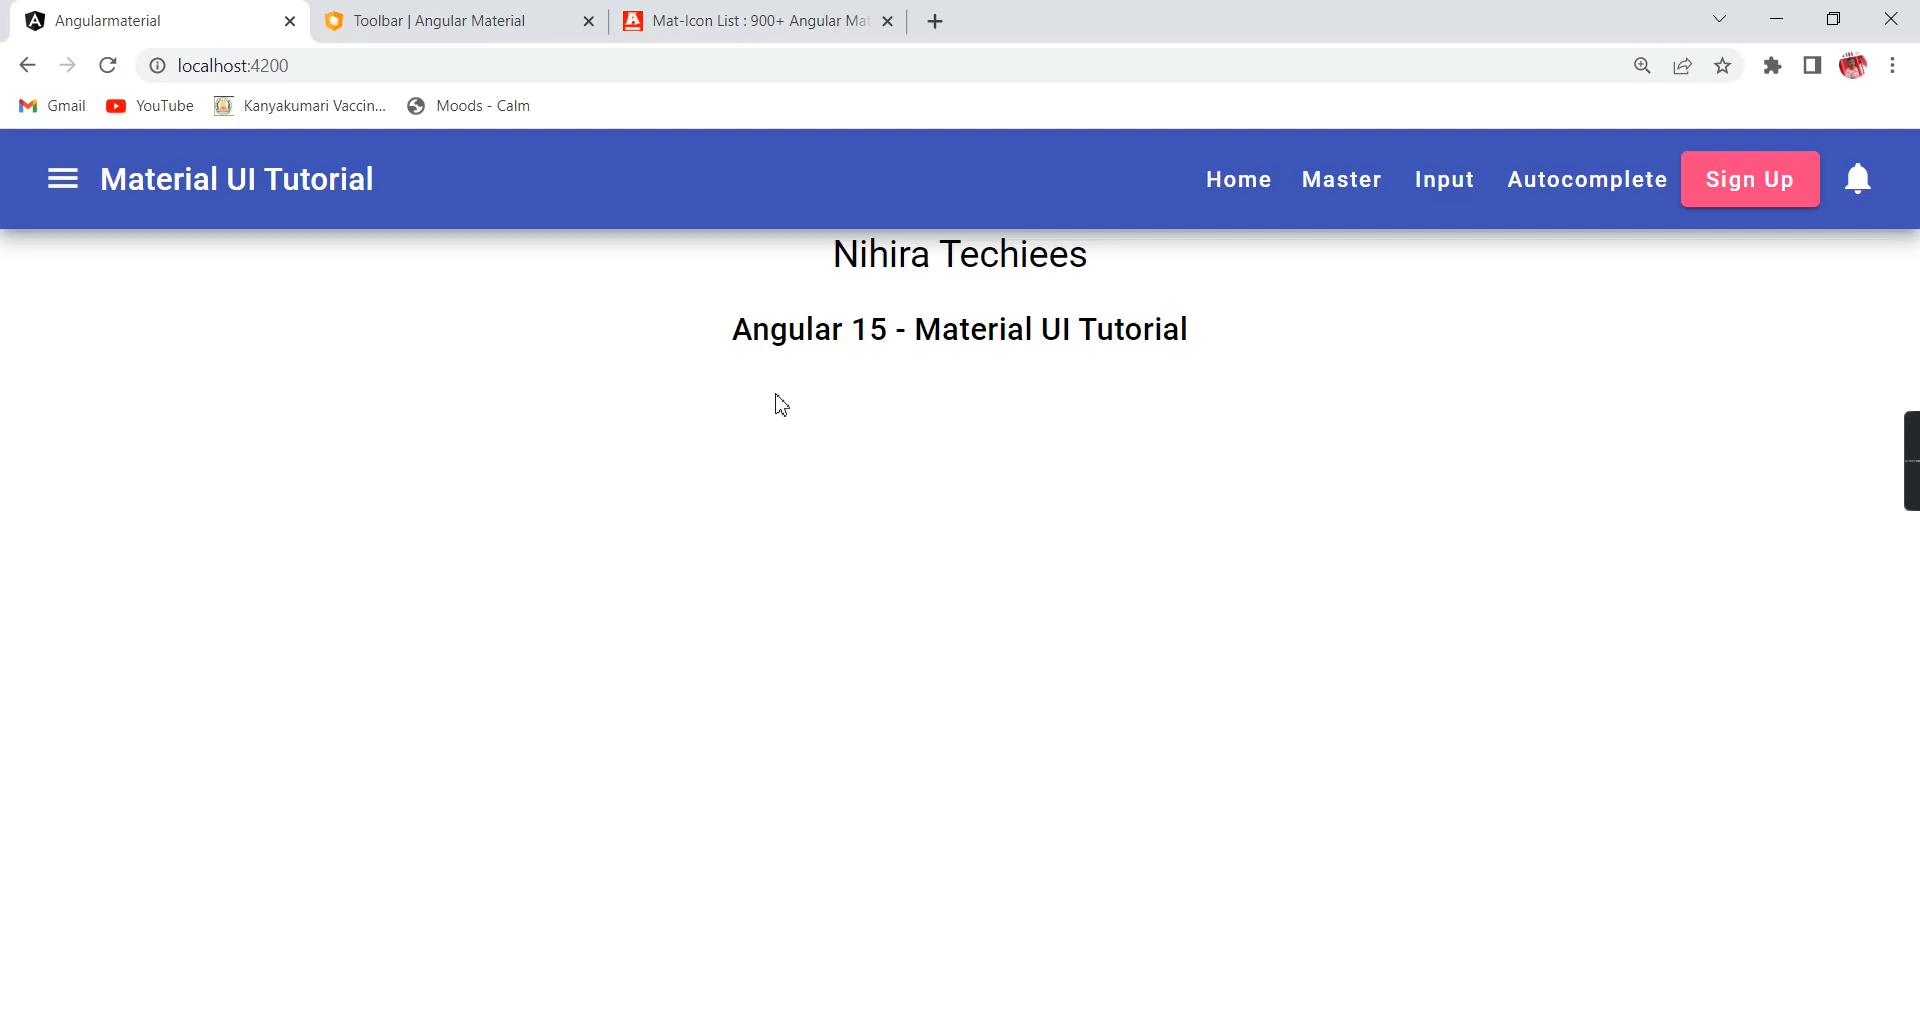 Angularmaterial
Toolbar | Angular Material
Mat-Icon List : 900+ Angular Mat
localhost:4200
Gmail
YouTube
Kanyakumari Vaccin...
Moods - Calm
Material UI Tutorial
Home
Master
Input
Autocomplete
Sign Up
Nihira Techiees
Angular 15 - Material UI Tutorial